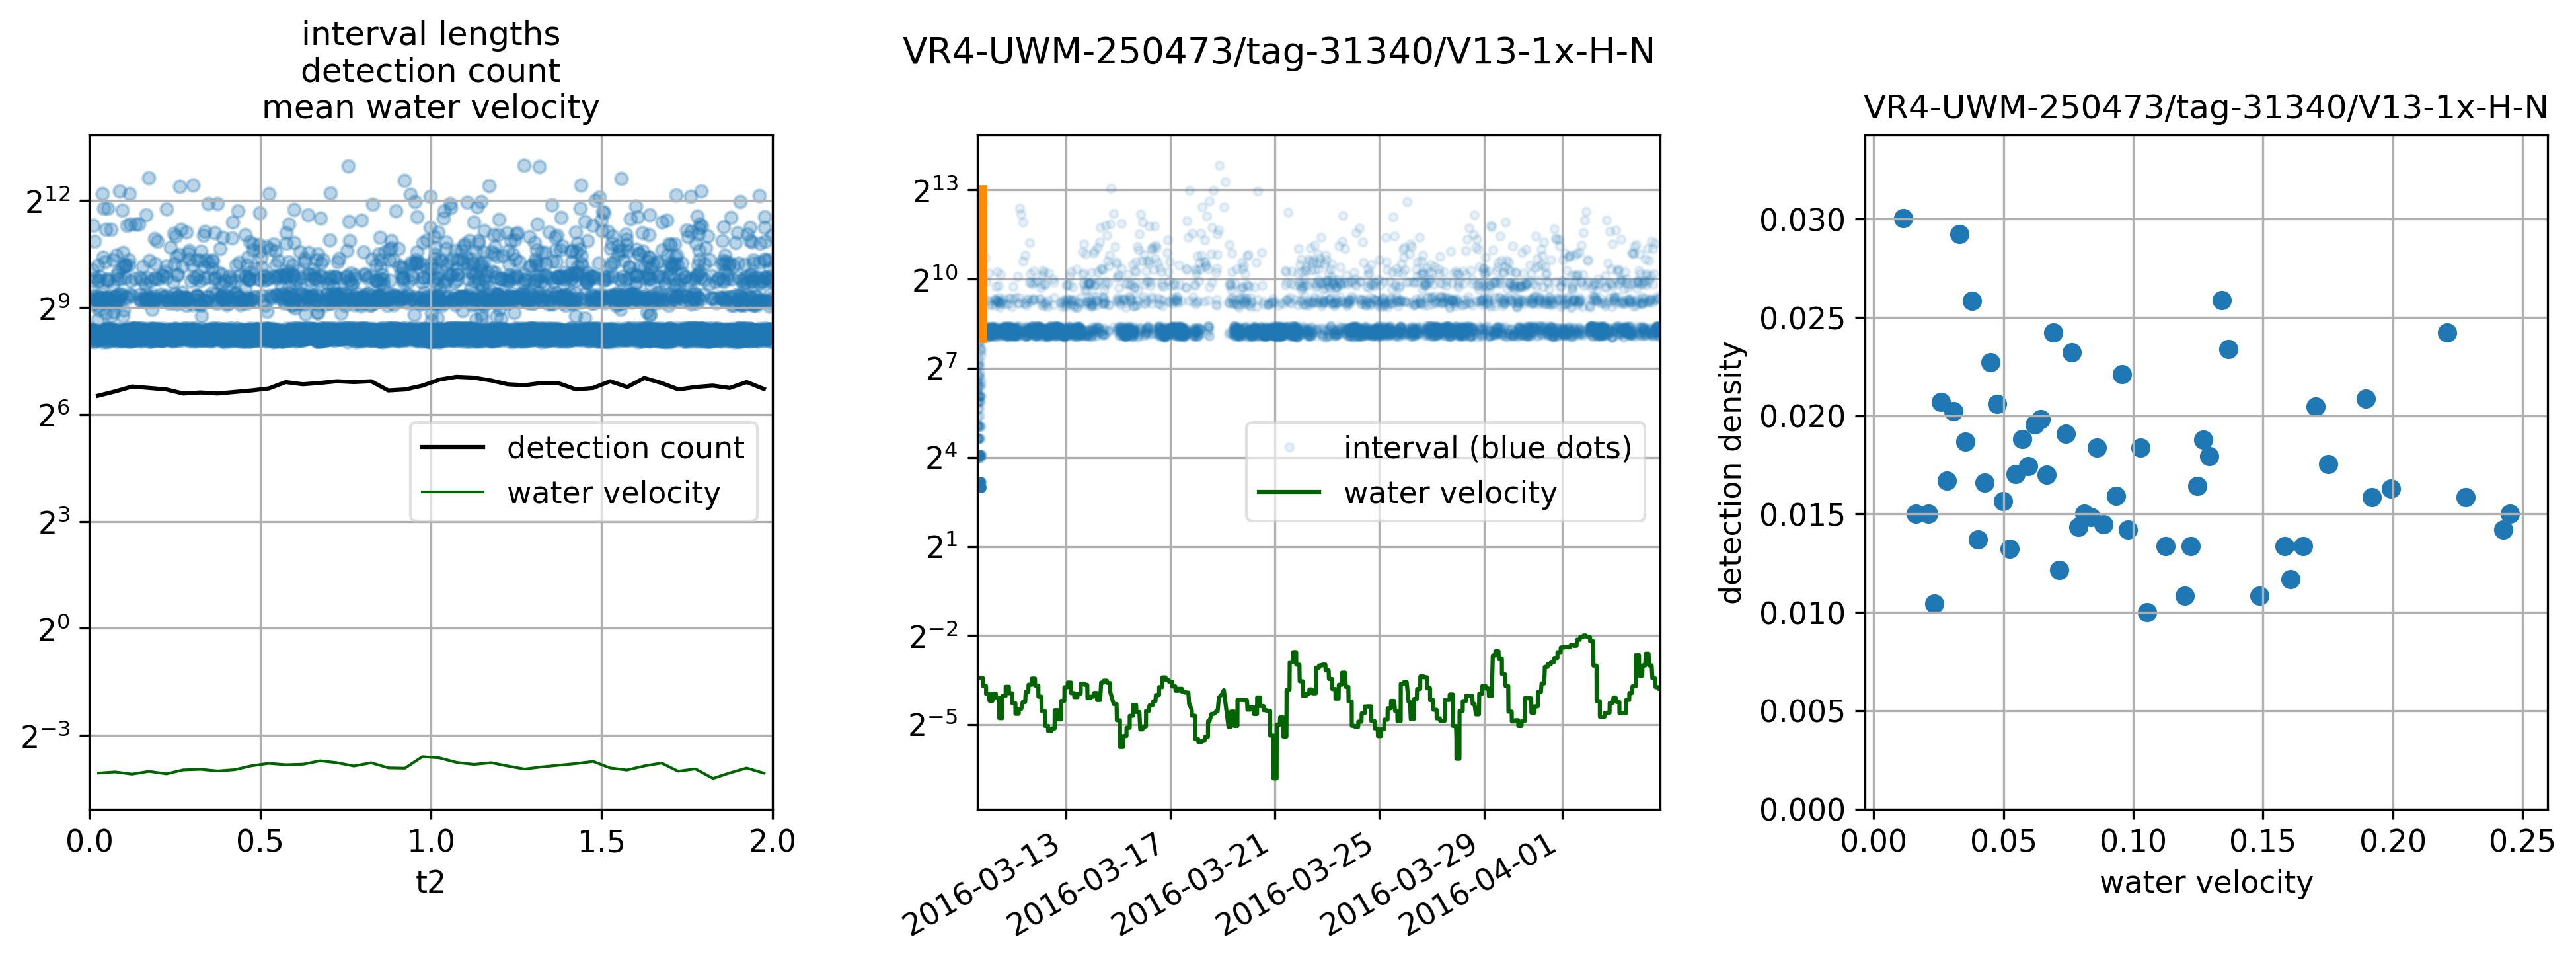 interval lengths
detection count
mean water velocity
2^12
2^9
2^6
2^3
2^0
2^−3
detection count
water velocity
0.0 0.5 1.0 1.5 2.0
t2
VR4-UWM-250473/tag-31340/V13-1x-H-N
2^13
2^10
2^7
2^4
2^1
2^−2
2^−5
interval (blue dots)
water velocity
2016-03-13 2016-03-17 2016-03-21 2016-03-25 2016-03-29 2016-04-01
VR4-UWM-250473/tag-31340/V13-1x-H-N
detection density
0.030
0.025
0.020
0.015
0.010
0.005
0.000
0.00 0.05 0.10 0.15 0.20 0.25
water velocity